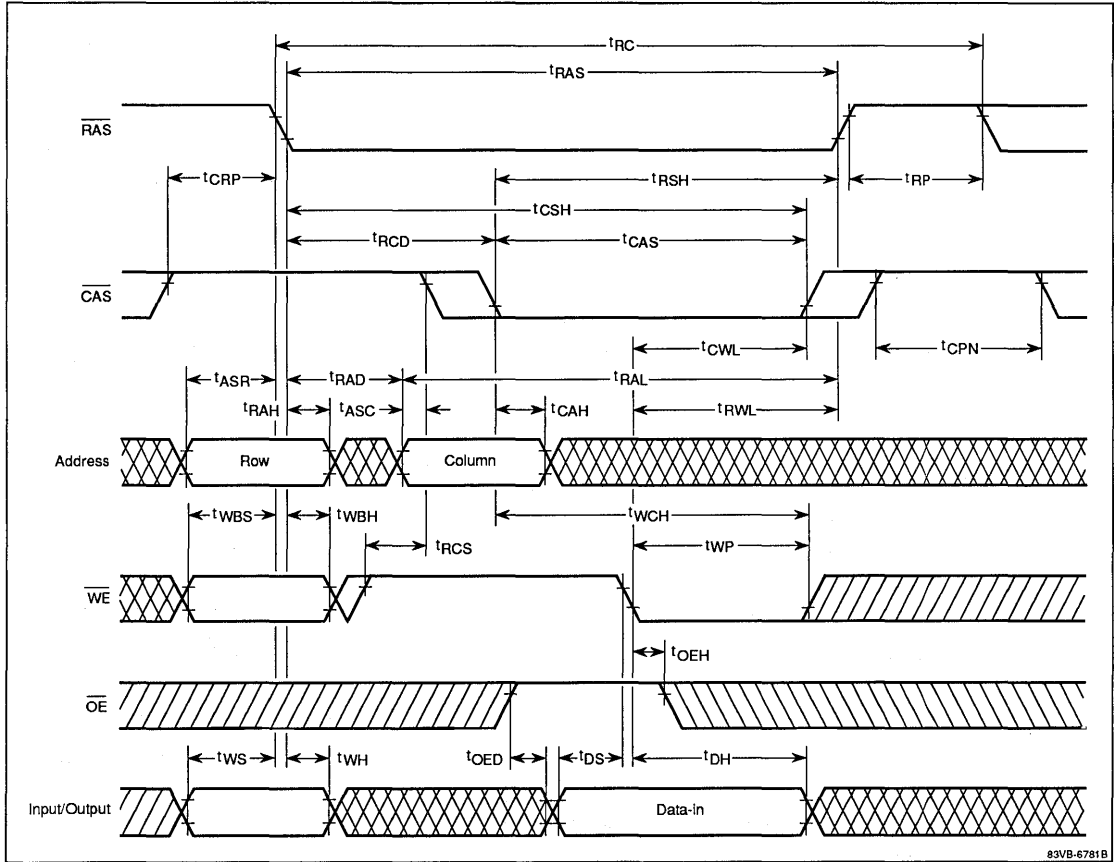 tRC
tRAS
RAS
tCRP
tRSH
tRP
tCSH
tRCD
tCAS
CAS
tCWL
tCPN
tASR
tRAD
tRAL
tRAH
tASC
tCAH
tRWL
Address
Row
Column
tWBS
tWBH
tWCH
tRCS
tWP
WE
tOEH
OE
tWS
tWH
tOED
tDS
tDH
Input/Output
Data-in
83VB-6781B